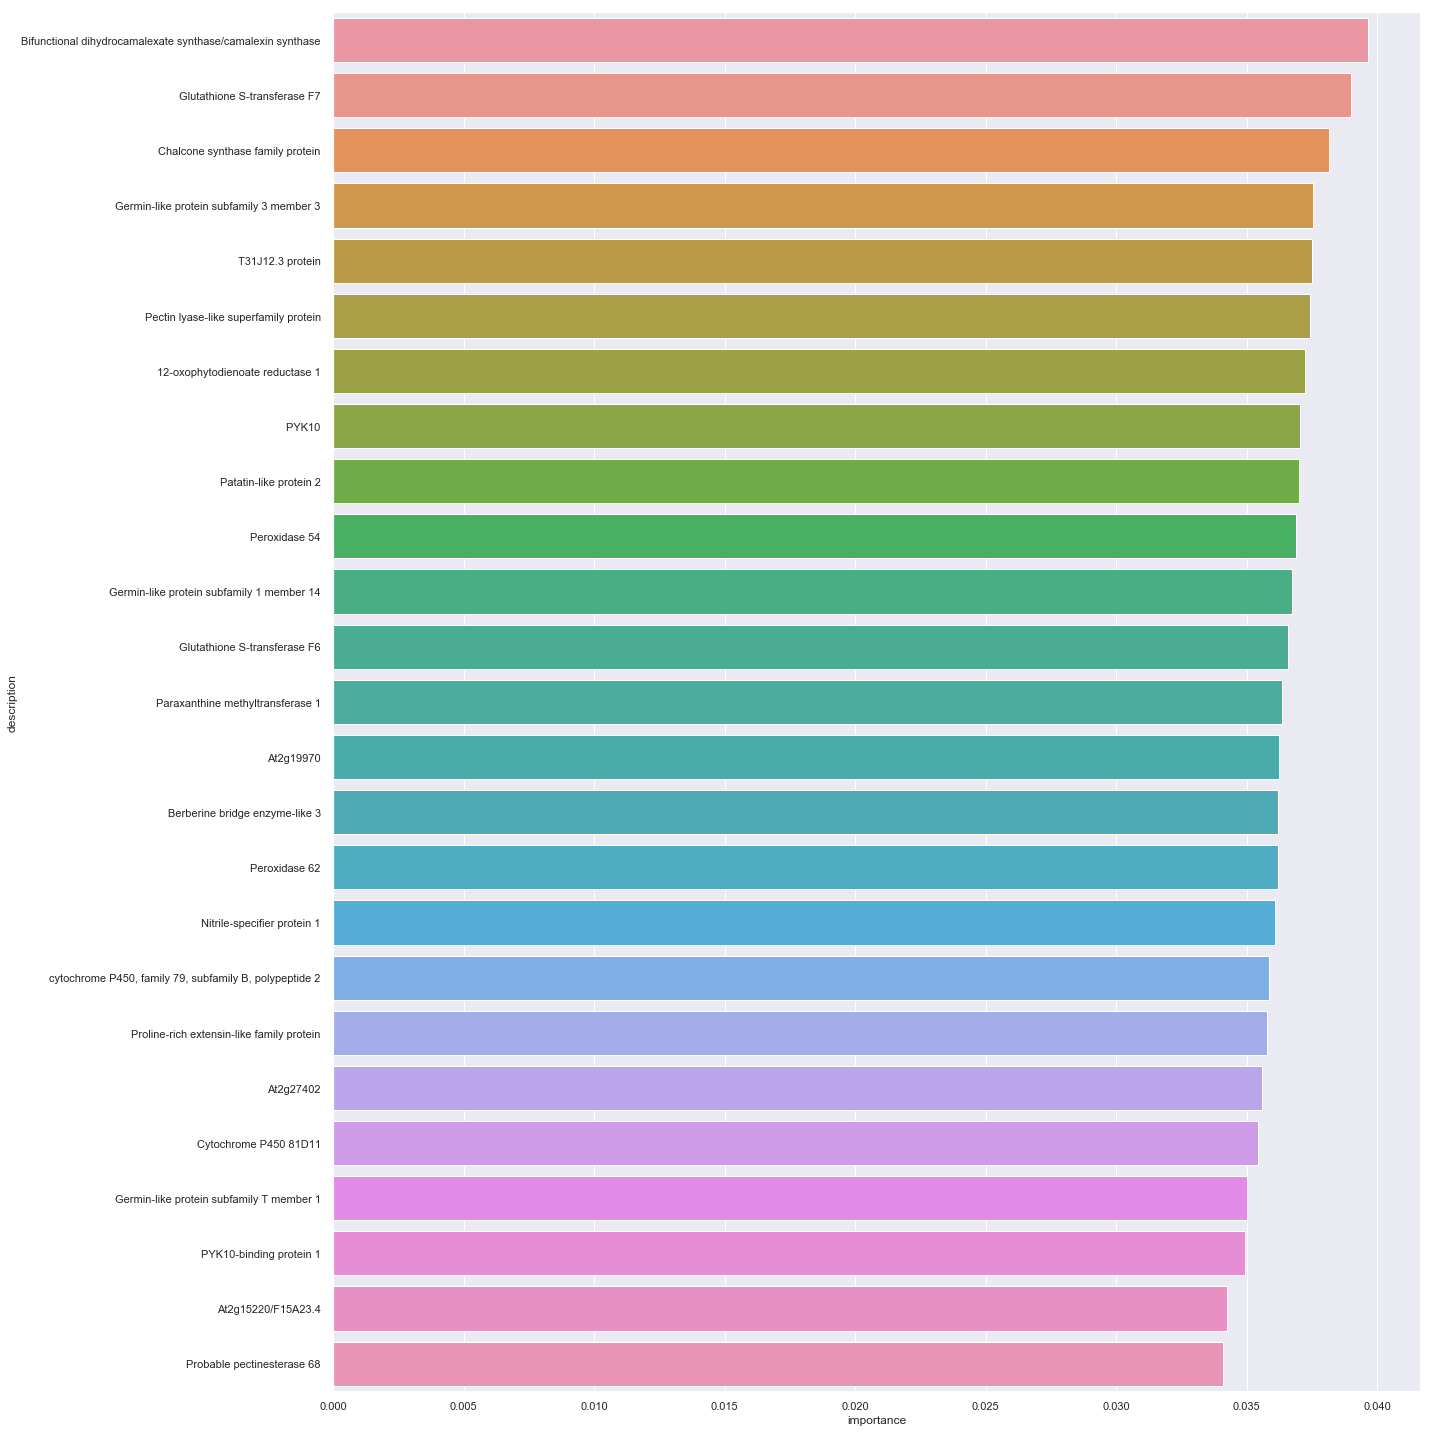 Bifunctional dihydrocamalexate synthase/camalexin synthase
Glutathione S-transferase F7
Chalcone synthase family protein
Germin-like protein subfamily 3 member 3
T31J12.3 protein
Pectin lyase-like superfamily protein
12-oxophytodienoate reductase 1
PYK10
Patatin-like protein 2
Peroxidase 54
Germin-like protein subfamily 1 member 14
Glutathione S-transferase F6
Paraxanthine methyltransferase 1
At2g19970
Berberine bridge enzyme-like 3
Peroxidase 62
Nitrile-specifier protein 1
cytochrome P450, family 79, subfamily B, polypeptide 2
Proline-rich extensin-like family protein
At2g27402
Cytochrome P450 81D11
Germin-like protein subfamily T member 1
PYK10-binding protein 1
At2g15220/F15A23.4
Probable pectinesterase 68
description
0.000 0.005 0.010 0.015 0.020 0.025 0.030 0.035 0.040
importance